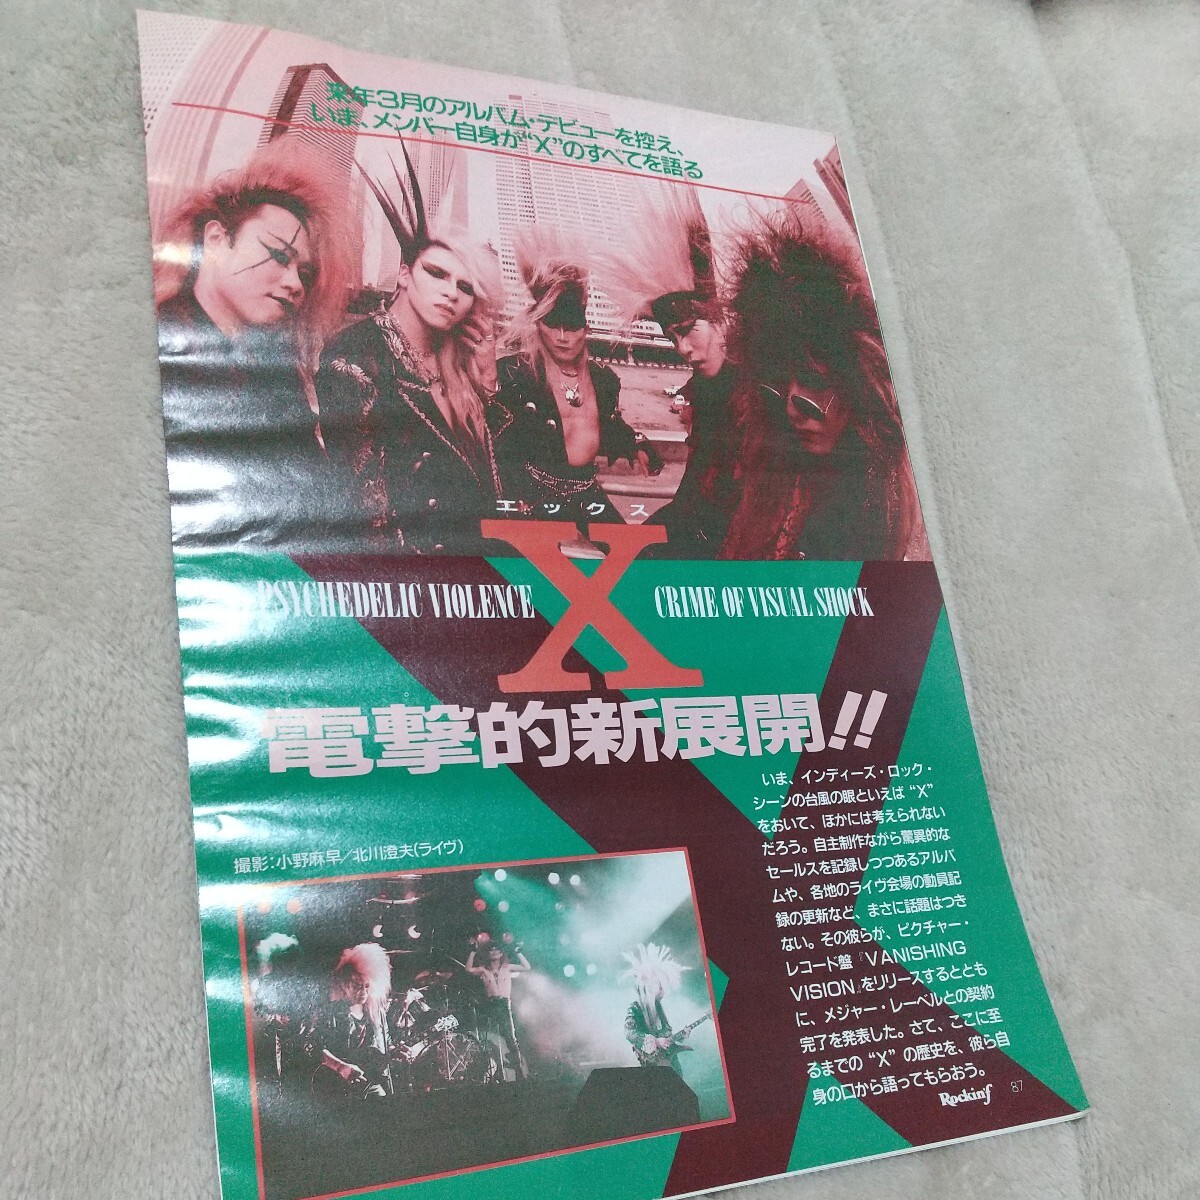 来年3月のアルバム・デビューを控え、
いま、メンバー自身が“X”のすべてを語る
エックス
X
PSYCHEDELIC VIOLENCE
CRIME OF VISUAL SHOCK
電撃的新展開!!
撮影:小野麻早/北川澄夫(ライヴ)
いま、インディーズ・ロック・
シーンの台風の眼といえば“X”
をおいて、ほかには考えられない
だろう。自主制作ながら驚異的な
セールスを記録しつつあるアルバ
ムや、各地のライヴ会場の動員記
録の更新など、まさに話題はつき
ない。その彼らが、ピクチャー・
レコード盤『VANISHING
VISION』をリリースするととも
に、メジャー・レーベルとの契約
完了を発表した。さて、ここに至
るまでの“X”の歴史を、彼ら自
身の口から語ってもらおう。
Rockin'f 87